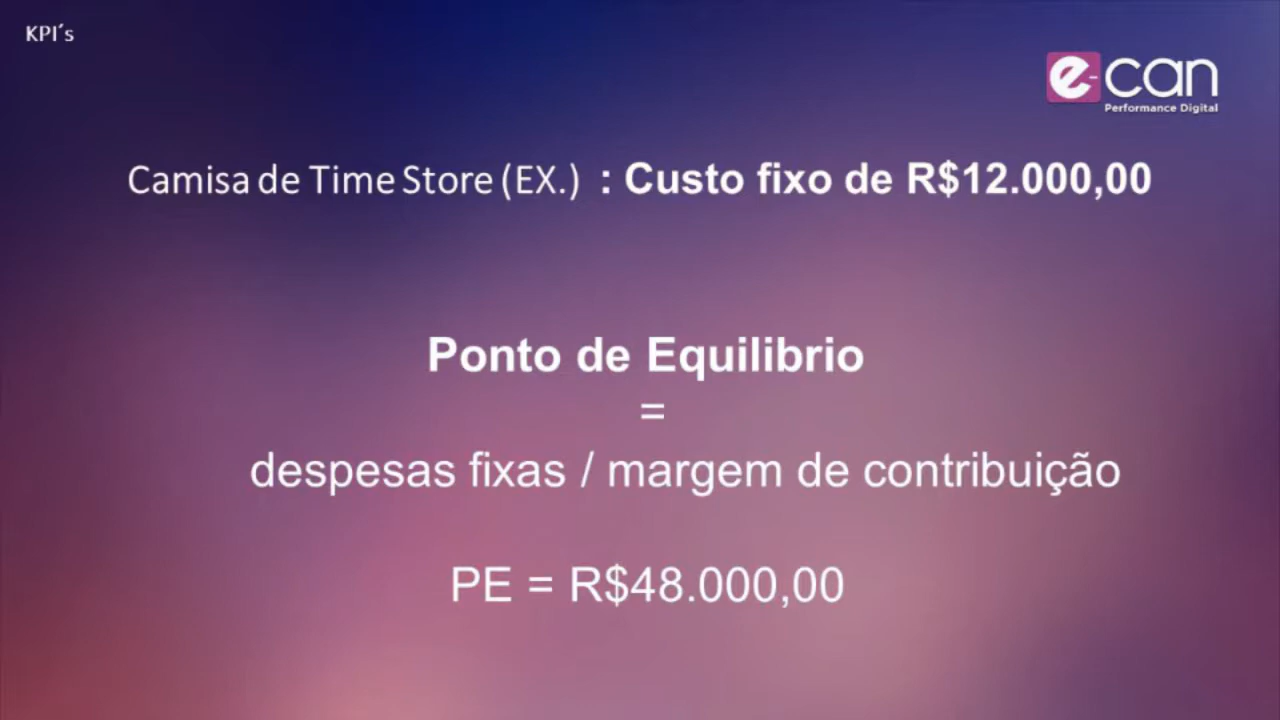 KPI´s
e-can
Performance Digital
Camisa de Time Store (EX.) : Custo fixo de R$12.000,00
Ponto de Equilibrio
=
despesas fixas / margem de contribuição
PE = R$48.000,00